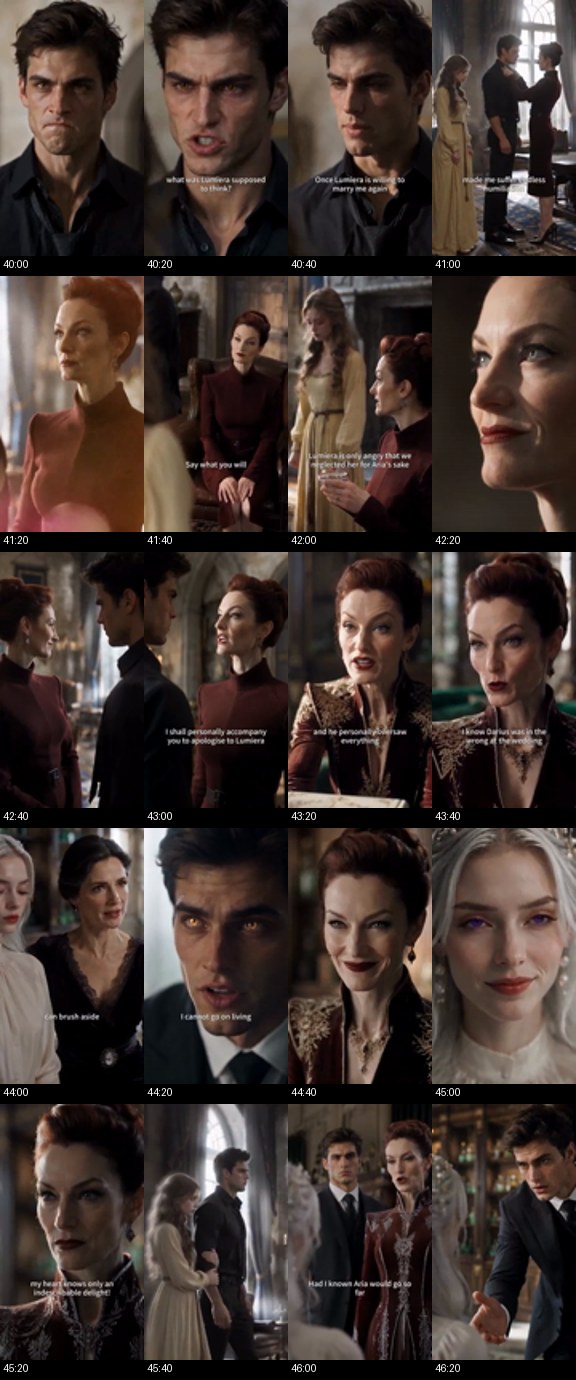 40:00
40:20
40:40
41:00
what was Lumiera supposed
to think?
Once Lumiera is willing to
marry me again
made me suffer endless
humiliation
41:20
41:40
42:00
42:20
Say what you will
Lumiera is only angry that we
neglected her for Aria's sake
42:40
43:00
43:20
43:40
I shall personally accompany
you to apologise to Lumiera
and he personally oversaw
everything
I know Darius was in the
wrong at the wedding
44:00
44:20
44:40
45:00
can brush aside
I cannot go on living
45:20
45:40
46:00
46:20
my heart knows only an
indescribable delight!
Had I known Aria would go so
far